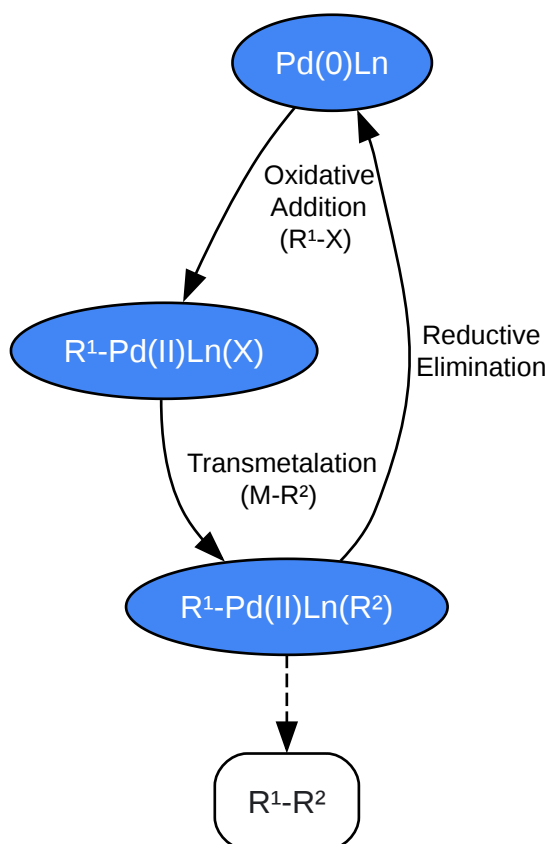 Pd(0)Ln
Oxidative
Addition
(R¹-X)
R¹-Pd(II)Ln(X)
Reductive
Elimination
Transmetalation
(M-R²)
R¹-Pd(II)Ln(R²)
R¹-R²